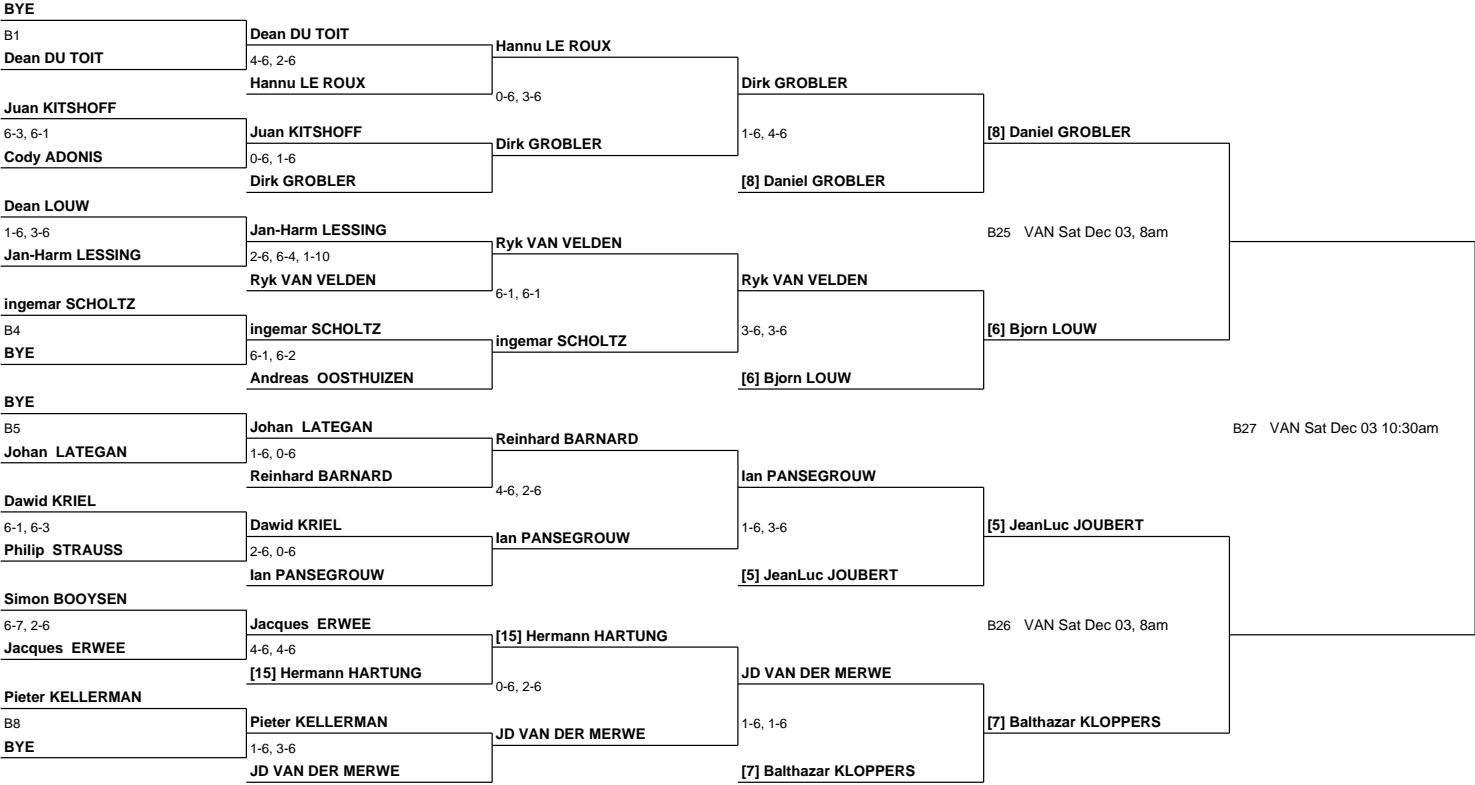 BYE
B1
Dean DU TOIT
Juan KITSHOFF
6-3, 6-1
Cody ADONIS
Dean LOUW
1-6, 3-6
Jan-Harm LESSING
ingemar SCHOLTZ
B4
BYE
BYE
B5
Johan LATEGAN
Dawid KRIEL
6-1, 6-3
Philip STRAUSS
Simon BOOYSEN
6-7, 2-6
Jacques ERWEE
Pieter KELLERMAN
B8
BYE
Dean DU TOIT
4-6, 2-6
Hannu LE ROUX
Juan KITSHOFF
0-6, 1-6
Dirk GROBLER
Jan-Harm LESSING
2-6, 6-4, 1-10
Ryk VAN VELDEN
ingemar SCHOLTZ
6-1, 6-2
Andreas OOSTHUIZEN
Johan LATEGAN
1-6, 0-6
Reinhard BARNARD
Dawid KRIEL
2-6, 0-6
Ian PANSEGROUW
Jacques ERWEE
4-6, 4-6
[15] Hermann HARTUNG
Pieter KELLERMAN
1-6, 3-6
JD VAN DER MERWE
Hannu LE ROUX
0-6, 3-6
Dirk GROBLER
Ryk VAN VELDEN
6-1, 6-1
ingemar SCHOLTZ
Reinhard BARNARD
4-6, 2-6
Ian PANSEGROUW
[15] Hermann HARTUNG
0-6, 2-6
JD VAN DER MERWE
Dirk GROBLER
1-6, 4-6
[8] Daniel GROBLER
Ryk VAN VELDEN
3-6, 3-6
[6] Bjorn LOUW
Ian PANSEGROUW
1-6, 3-6
[5] JeanLuc JOUBERT
JD VAN DER MERWE
1-6, 1-6
[7] Balthazar KLOPPERS
[8] Daniel GROBLER
B25 VAN Sat Dec 03, 8am
[6] Bjorn LOUW
[5] JeanLuc JOUBERT
B26 VAN Sat Dec 03, 8am
[7] Balthazar KLOPPERS
B27 VAN Sat Dec 03 10:30am